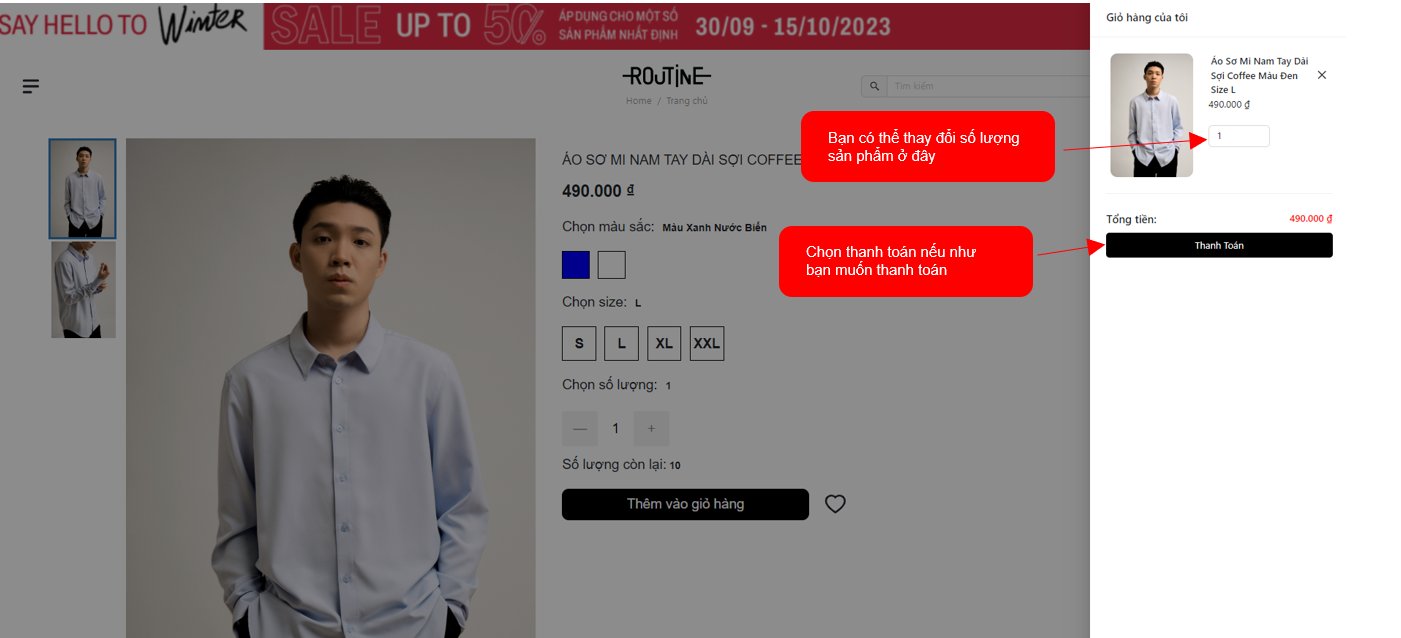 SAY HELLO TO Winter
SALE UP TO 50%
ÁP DỤNG CHO MỘT SỐ
SẢN PHẨM NHẤT ĐỊNH
30/09 - 15/10/2023
ROUTINE
Home / Trang chủ
Tìm kiếm
ÁO SƠ MI NAM TAY DÀI SỢI COFFEE
490.000 ₫
Chọn màu sắc: Màu Xanh Nước Biển
Chọn size: L
S L XL XXL
Chọn số lượng: 1
— 1 +
Số lượng còn lại: 10
Thêm vào giỏ hàng
Bạn có thể thay đổi số lượng
sản phẩm ở đây
Chọn thanh toán nếu như
bạn muốn thanh toán
Giỏ hàng của tôi
Áo Sơ Mi Nam Tay Dài
Sợi Coffee Màu Đen
Size L
490.000 ₫
1
Tổng tiền: 490.000 ₫
Thanh Toán